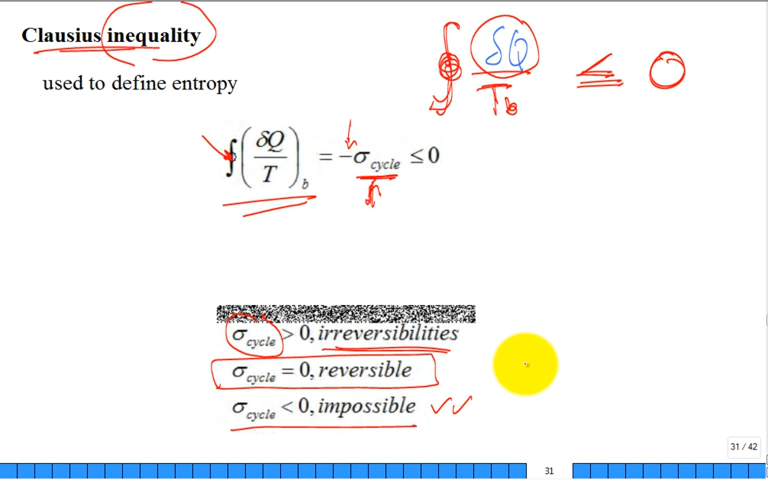 Clausius inequality
∮ δQ / T_b ≤ 0
used to define entropy
∮ (δQ / T)_b = −σ_cycle ≤ 0
σ_cycle > 0, irreversibilities
σ_cycle = 0, reversible
σ_cycle < 0, impossible
31 / 42
31